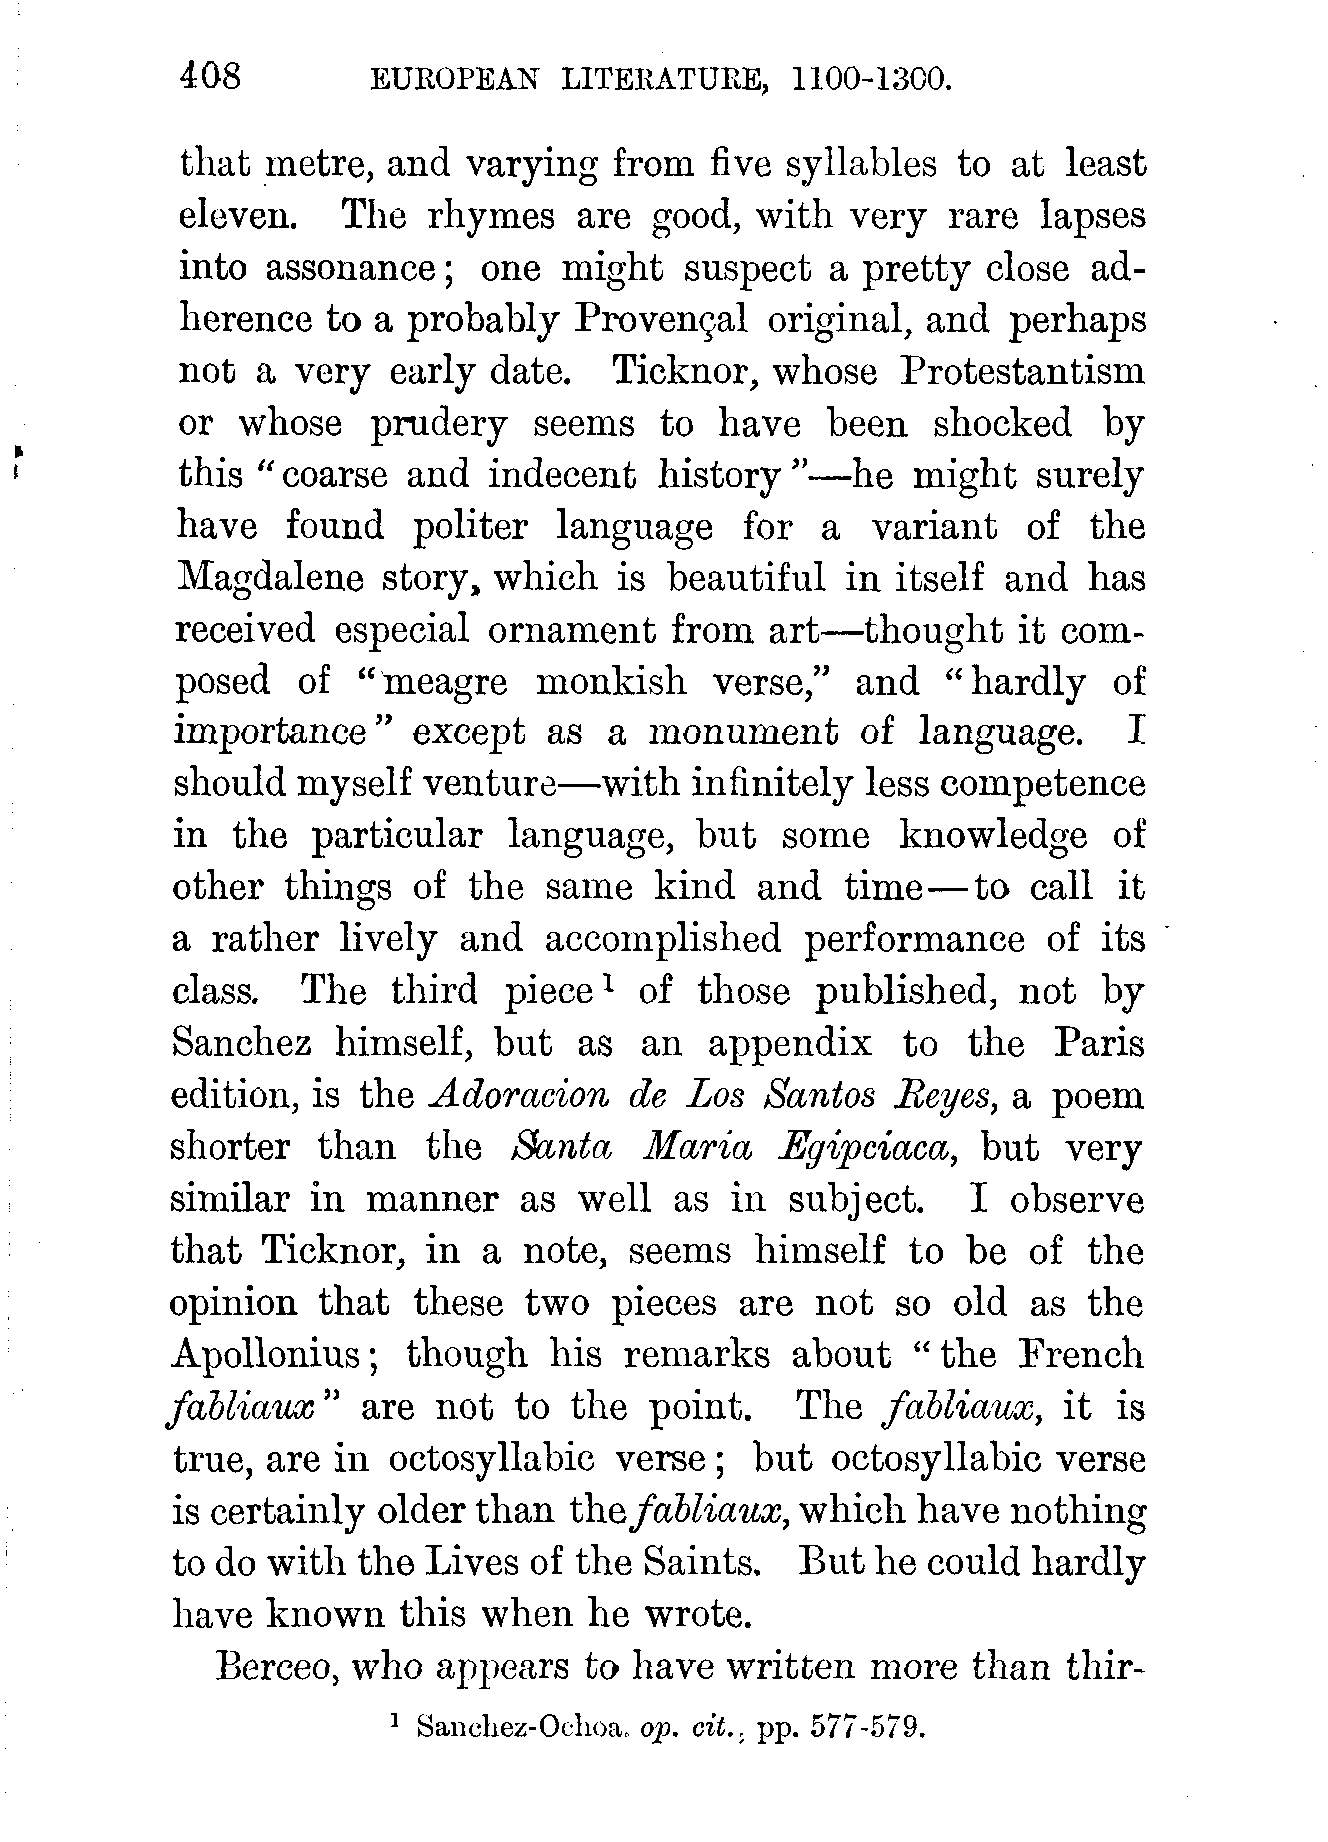 408 EUROPEAN LITERATURE, 1100-1300.
that metre, and varying from five syllables to at least
eleven. The rhymes are good, with very rare lapses
into assonance; one might suspect a pretty close ad-
herence to a probably Provençal original, and perhaps
not a very early date. Ticknor, whose Protestantism
or whose prudery seems to have been shocked by
this "coarse and indecent history"—he might surely
have found politer language for a variant of the
Magdalene story, which is beautiful in itself and has
received especial ornament from art—thought it com-
posed of "meagre monkish verse," and "hardly of
importance" except as a monument of language. I
should myself venture—with infinitely less competence
in the particular language, but some knowledge of
other things of the same kind and time—to call it
a rather lively and accomplished performance of its
class. The third piece¹ of those published, not by
Sanchez himself, but as an appendix to the Paris
edition, is the Adoracion de Los Santos Reyes, a poem
shorter than the Santa Maria Egipciaca, but very
similar in manner as well as in subject. I observe
that Ticknor, in a note, seems himself to be of the
opinion that these two pieces are not so old as the
Apollonius; though his remarks about "the French
fabliaux" are not to the point. The fabliaux, it is
true, are in octosyllabic verse; but octosyllabic verse
is certainly older than the fabliaux, which have nothing
to do with the Lives of the Saints. But he could hardly
have known this when he wrote.
Berceo, who appears to have written more than thir-
¹ Sanchez-Ochoa, op. cit., pp. 577-579.